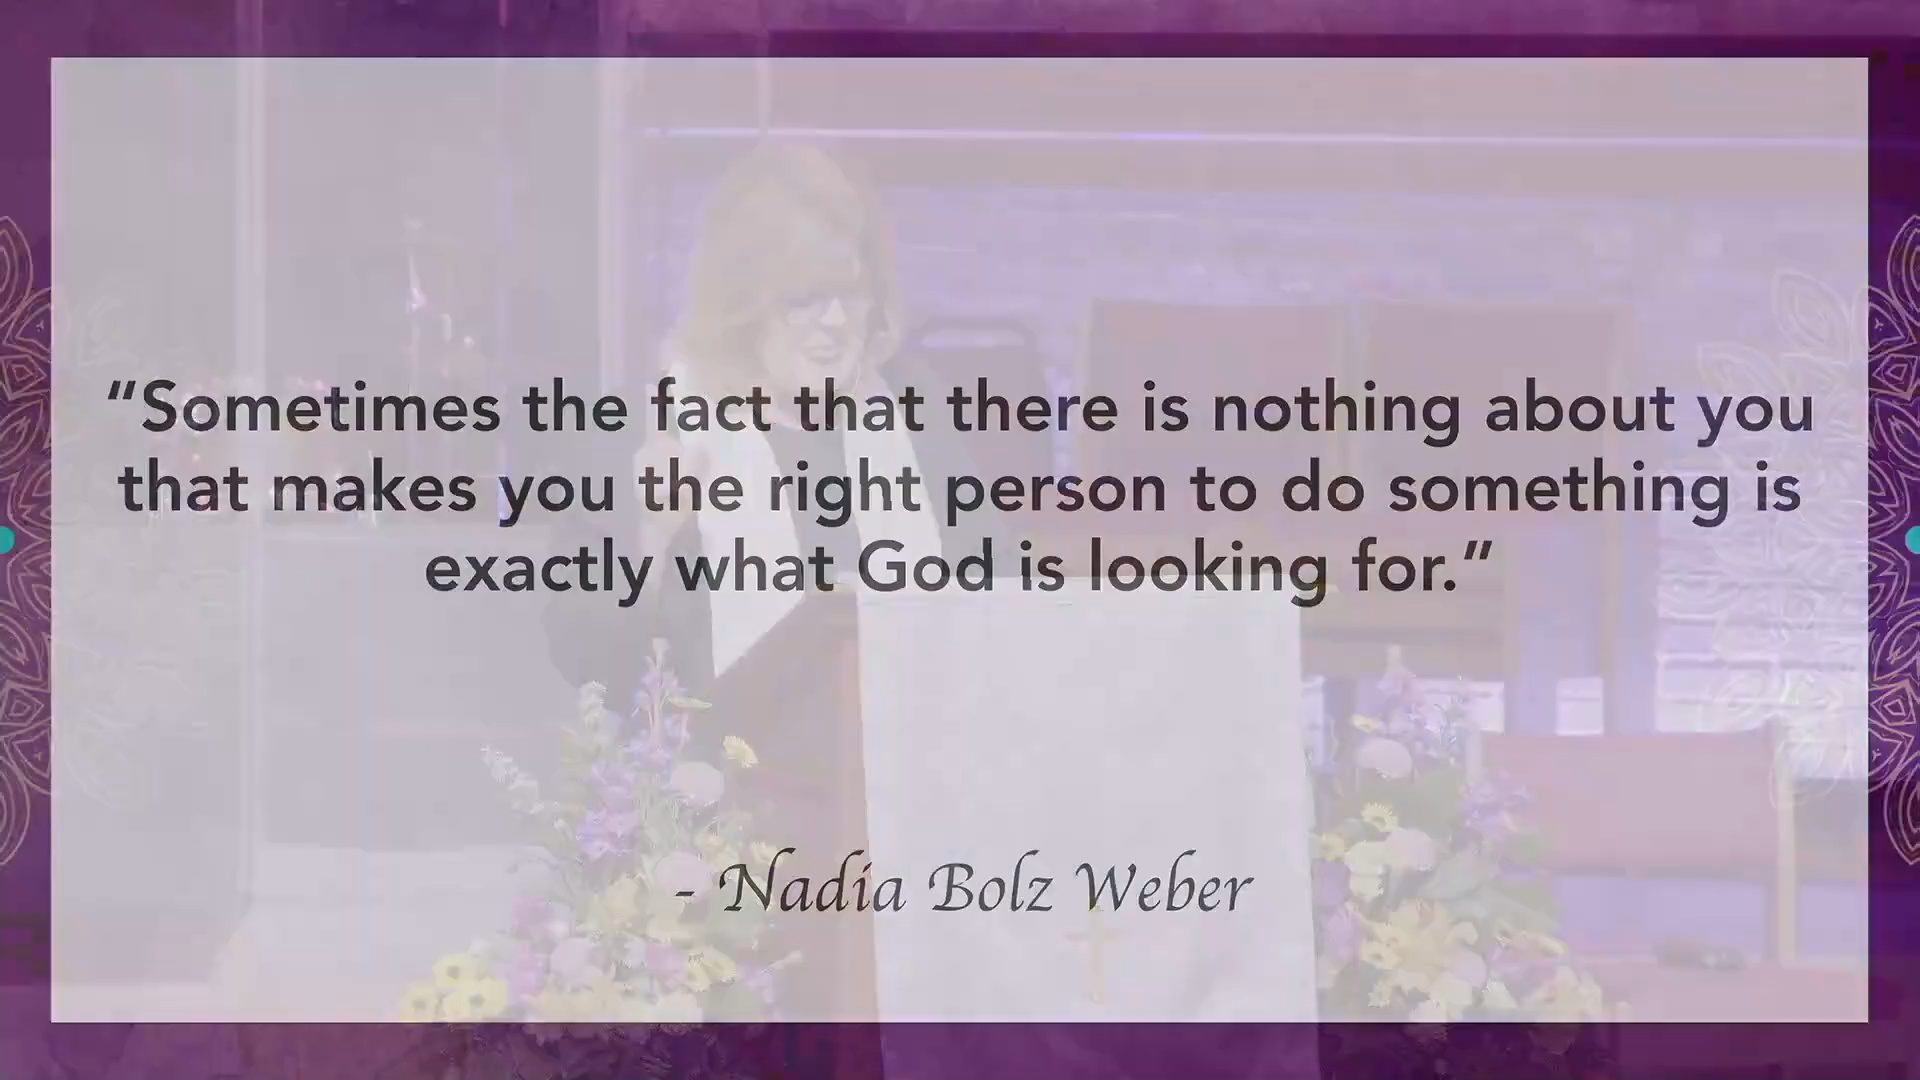 “Sometimes the fact that there is nothing about you
that makes you the right person to do something is
exactly what God is looking for.”
- Nadia Bolz Weber